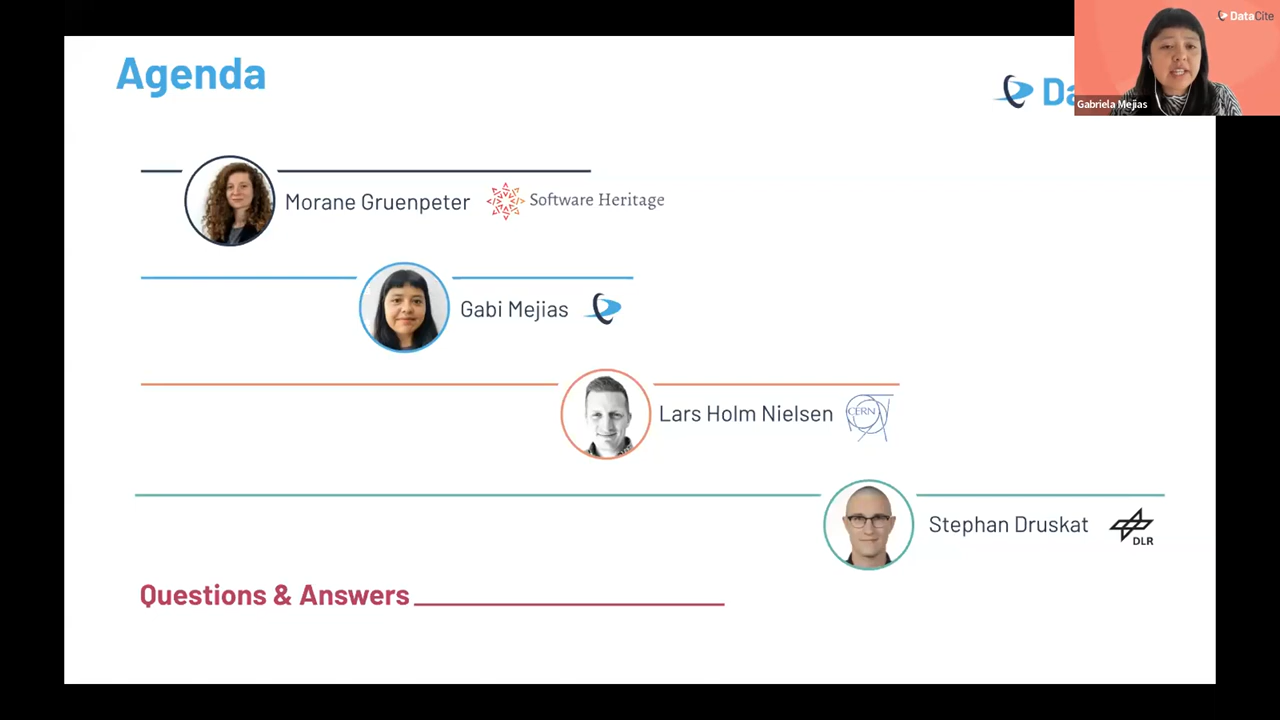 Agenda
DataCite
Da
Gabriela Mejias
Morane Gruenpeter
Software Heritage
Gabi Mejias
Lars Holm Nielsen
CERN
Stephan Druskat
DLR
Questions & Answers